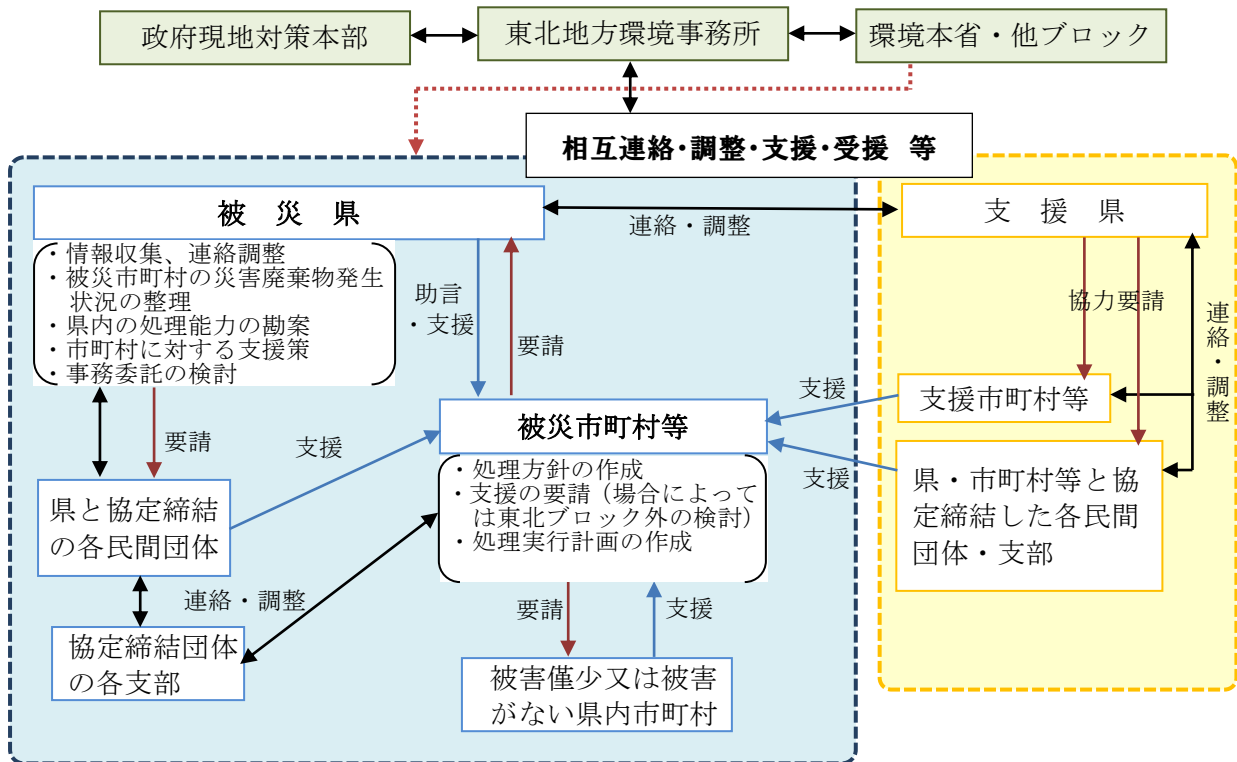 政府現地対策本部
東北地方環境事務所
環境本省・他ブロック
相互連絡・調整・支援・受援 等
被 災 県
・情報収集、連絡調整
・被災市町村の災害廃棄物発生
状況の整理
・県内の処理能力の勘案
・市町村に対する支援策
・事務委託の検討
連絡・調整
支 援 県
助言
・支援
要請
協力要請
連絡・調整
要請
支援
被災市町村等
・処理方針の作成
・支援の要請（場合によって
は東北ブロック外の検討）
・処理実行計画の作成
支援
支援市町村等
支援
県・市町村等と協
定締結した各民間
団体・支部
県と協定締結
の各民間団体
連絡・調整
協定締結団体
の各支部
要請
支援
被害僅少又は被害
がない県内市町村